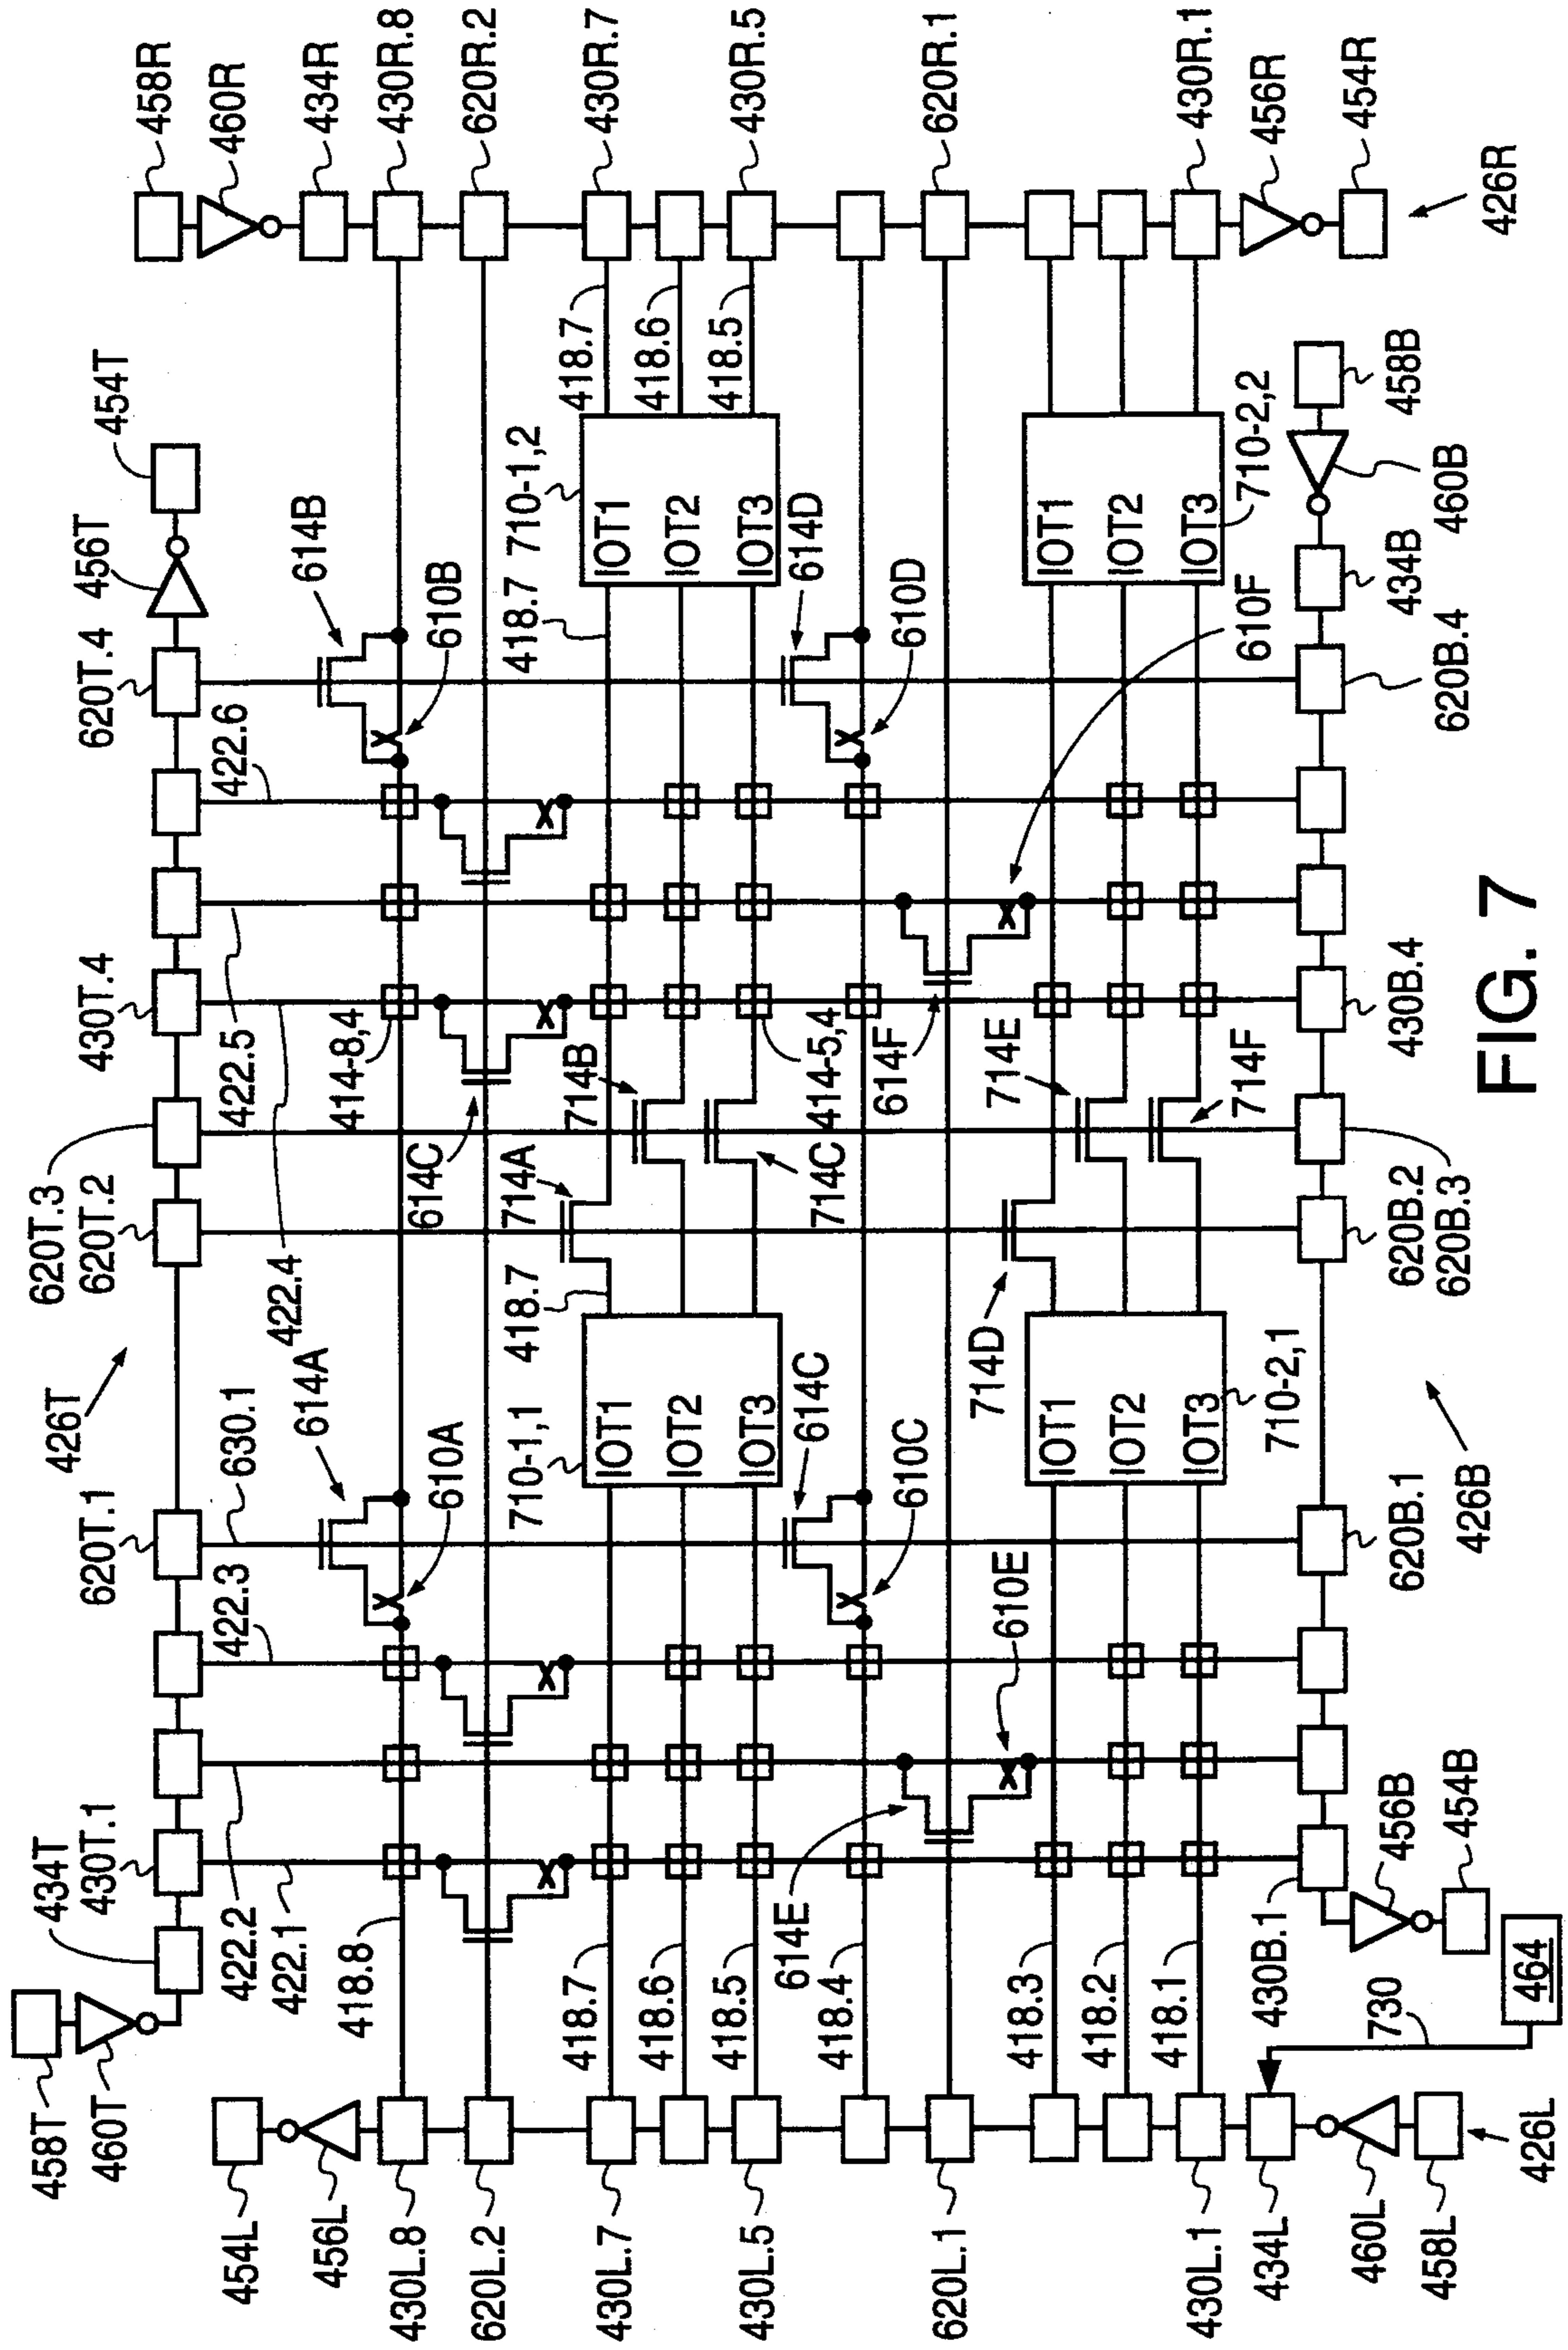 458R
460R
434R
430R.8
620R.2
430R.7
430R.5
620R.1
430R.1
456R
454R
426R
454T
456T
620T.4
422.6
422.5
430T.4
620T.3
620T.2
422.4
426T
630.1
620T.1
422.3
434T
430T.1
422.2
422.1
458T
460T
614B
610B
418.7
418.6
418.5
710-1,2
IOT1
IOT2
IOT3
418.7
614D
610D
610F
IOT1
IOT2
IOT3
710-2,2
458B
460B
434B
620B.4
414-8,4
614C
714B
714A
714C
414-5,4
614F
714E
714F
430B.4
620B.2
620B.3
418.7
714D
614A
610A
710-1,1
IOT1
IOT2
IOT3
614C
610C
610E
IOT1
IOT2
IOT3
710-2,1
620B.1
426B
614E
418.8
418.7
418.6
418.5
418.4
418.3
418.2
418.1
430B.1
456B
454B
730
464
454L
456L
430L.8
620L.2
430L.7
430L.5
620L.1
430L.1
434L
460L
458L
426L
FIG. 7